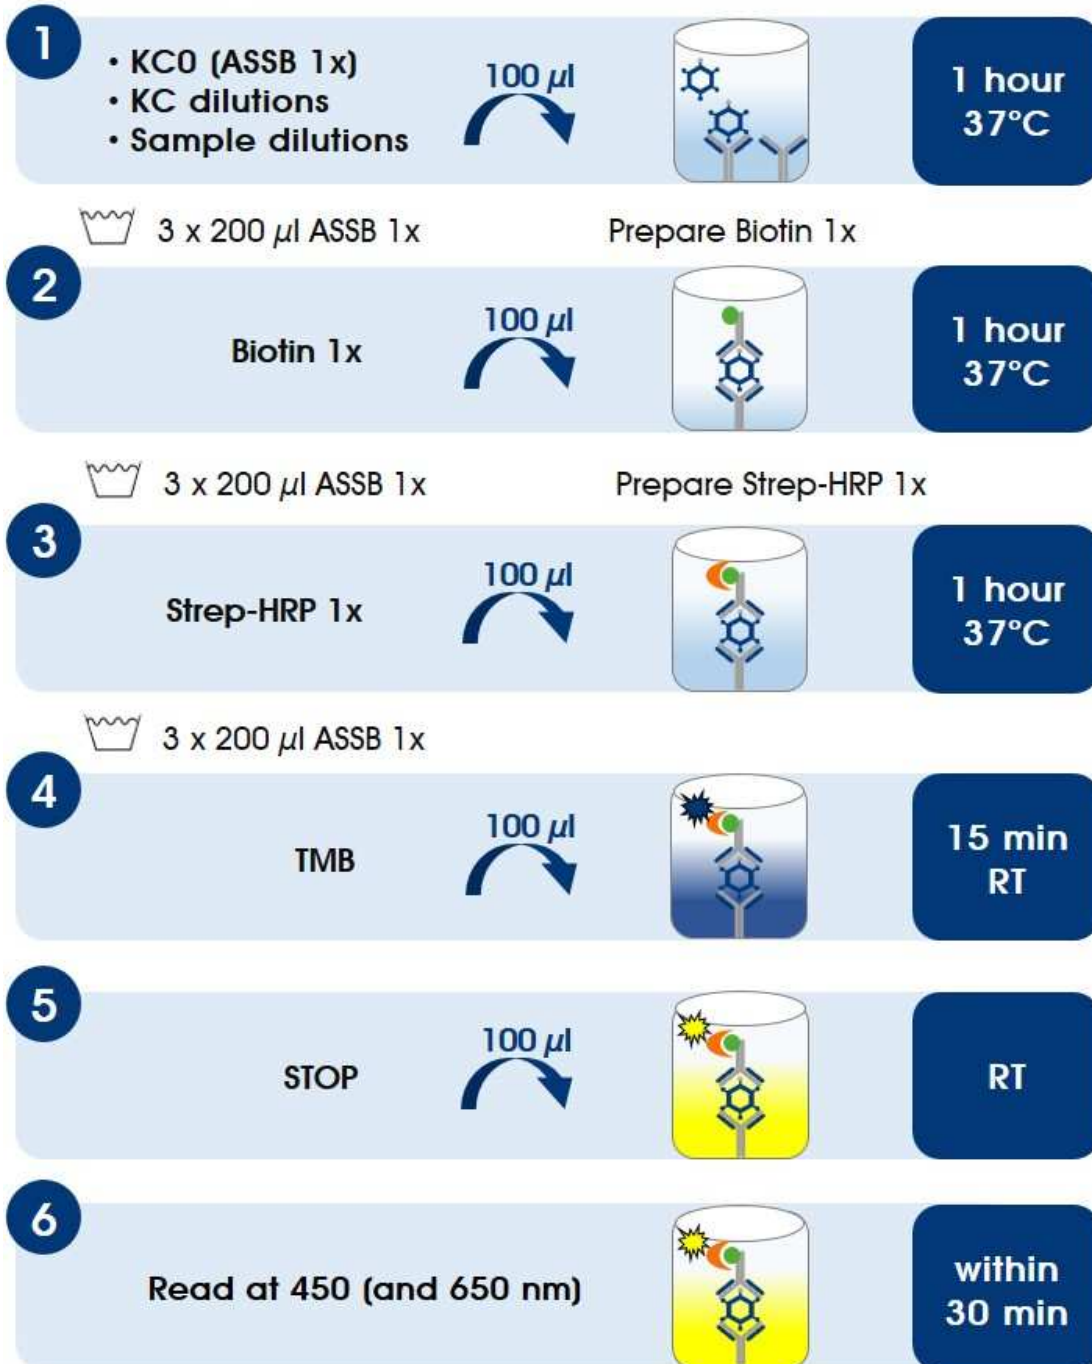 1
• KC0 (ASSB 1x)
• KC dilutions
• Sample dilutions
100 µl
1 hour
37°C
3 x 200 µl ASSB 1x
Prepare Biotin 1x
2
Biotin 1x
100 µl
1 hour
37°C
3 x 200 µl ASSB 1x
Prepare Strep-HRP 1x
3
Strep-HRP 1x
100 µl
1 hour
37°C
3 x 200 µl ASSB 1x
4
TMB
100 µl
15 min
RT
5
STOP
100 µl
RT
6
Read at 450 (and 650 nm)
within
30 min